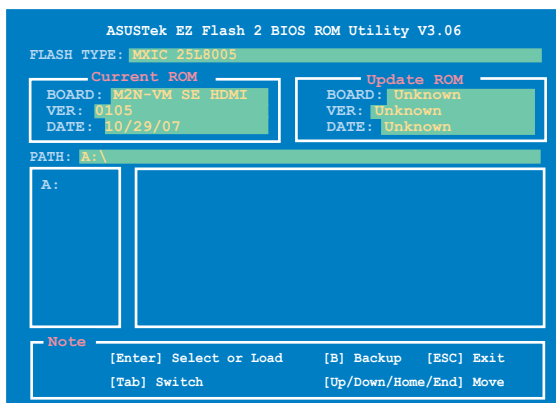 ASUSTek EZ Flash 2 BIOS ROM Utility V3.06
FLASH TYPE: MXIC 25L8005
Current ROM
BOARD: M2N-VM SE HDMI
VER: 0105
DATE: 10/29/07
Update ROM
BOARD: Unknown
VER: Unknown
DATE: Unknown
PATH: A:\
A:
Note
[Enter] Select or Load [B] Backup [ESC] Exit
[Tab] Switch [Up/Down/Home/End] Move